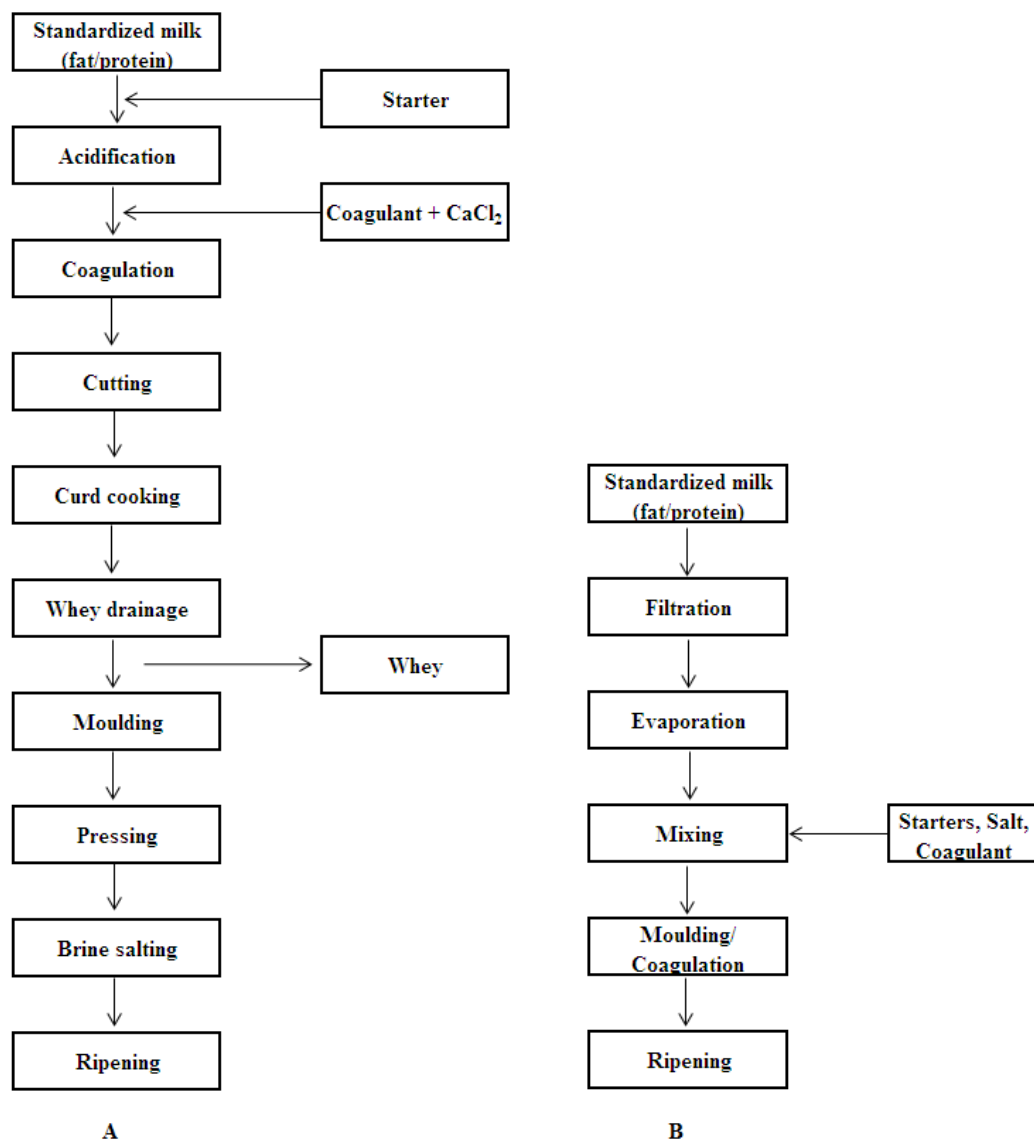 Standardized milk
(fat/protein)
Starter
Acidification
Coagulant + CaCl₂
Coagulation
Cutting
Curd cooking
Whey drainage
Whey
Moulding
Pressing
Brine salting
Ripening
A
Standardized milk
(fat/protein)
Filtration
Evaporation
Mixing
Starters, Salt,
Coagulant
Moulding/
Coagulation
Ripening
B